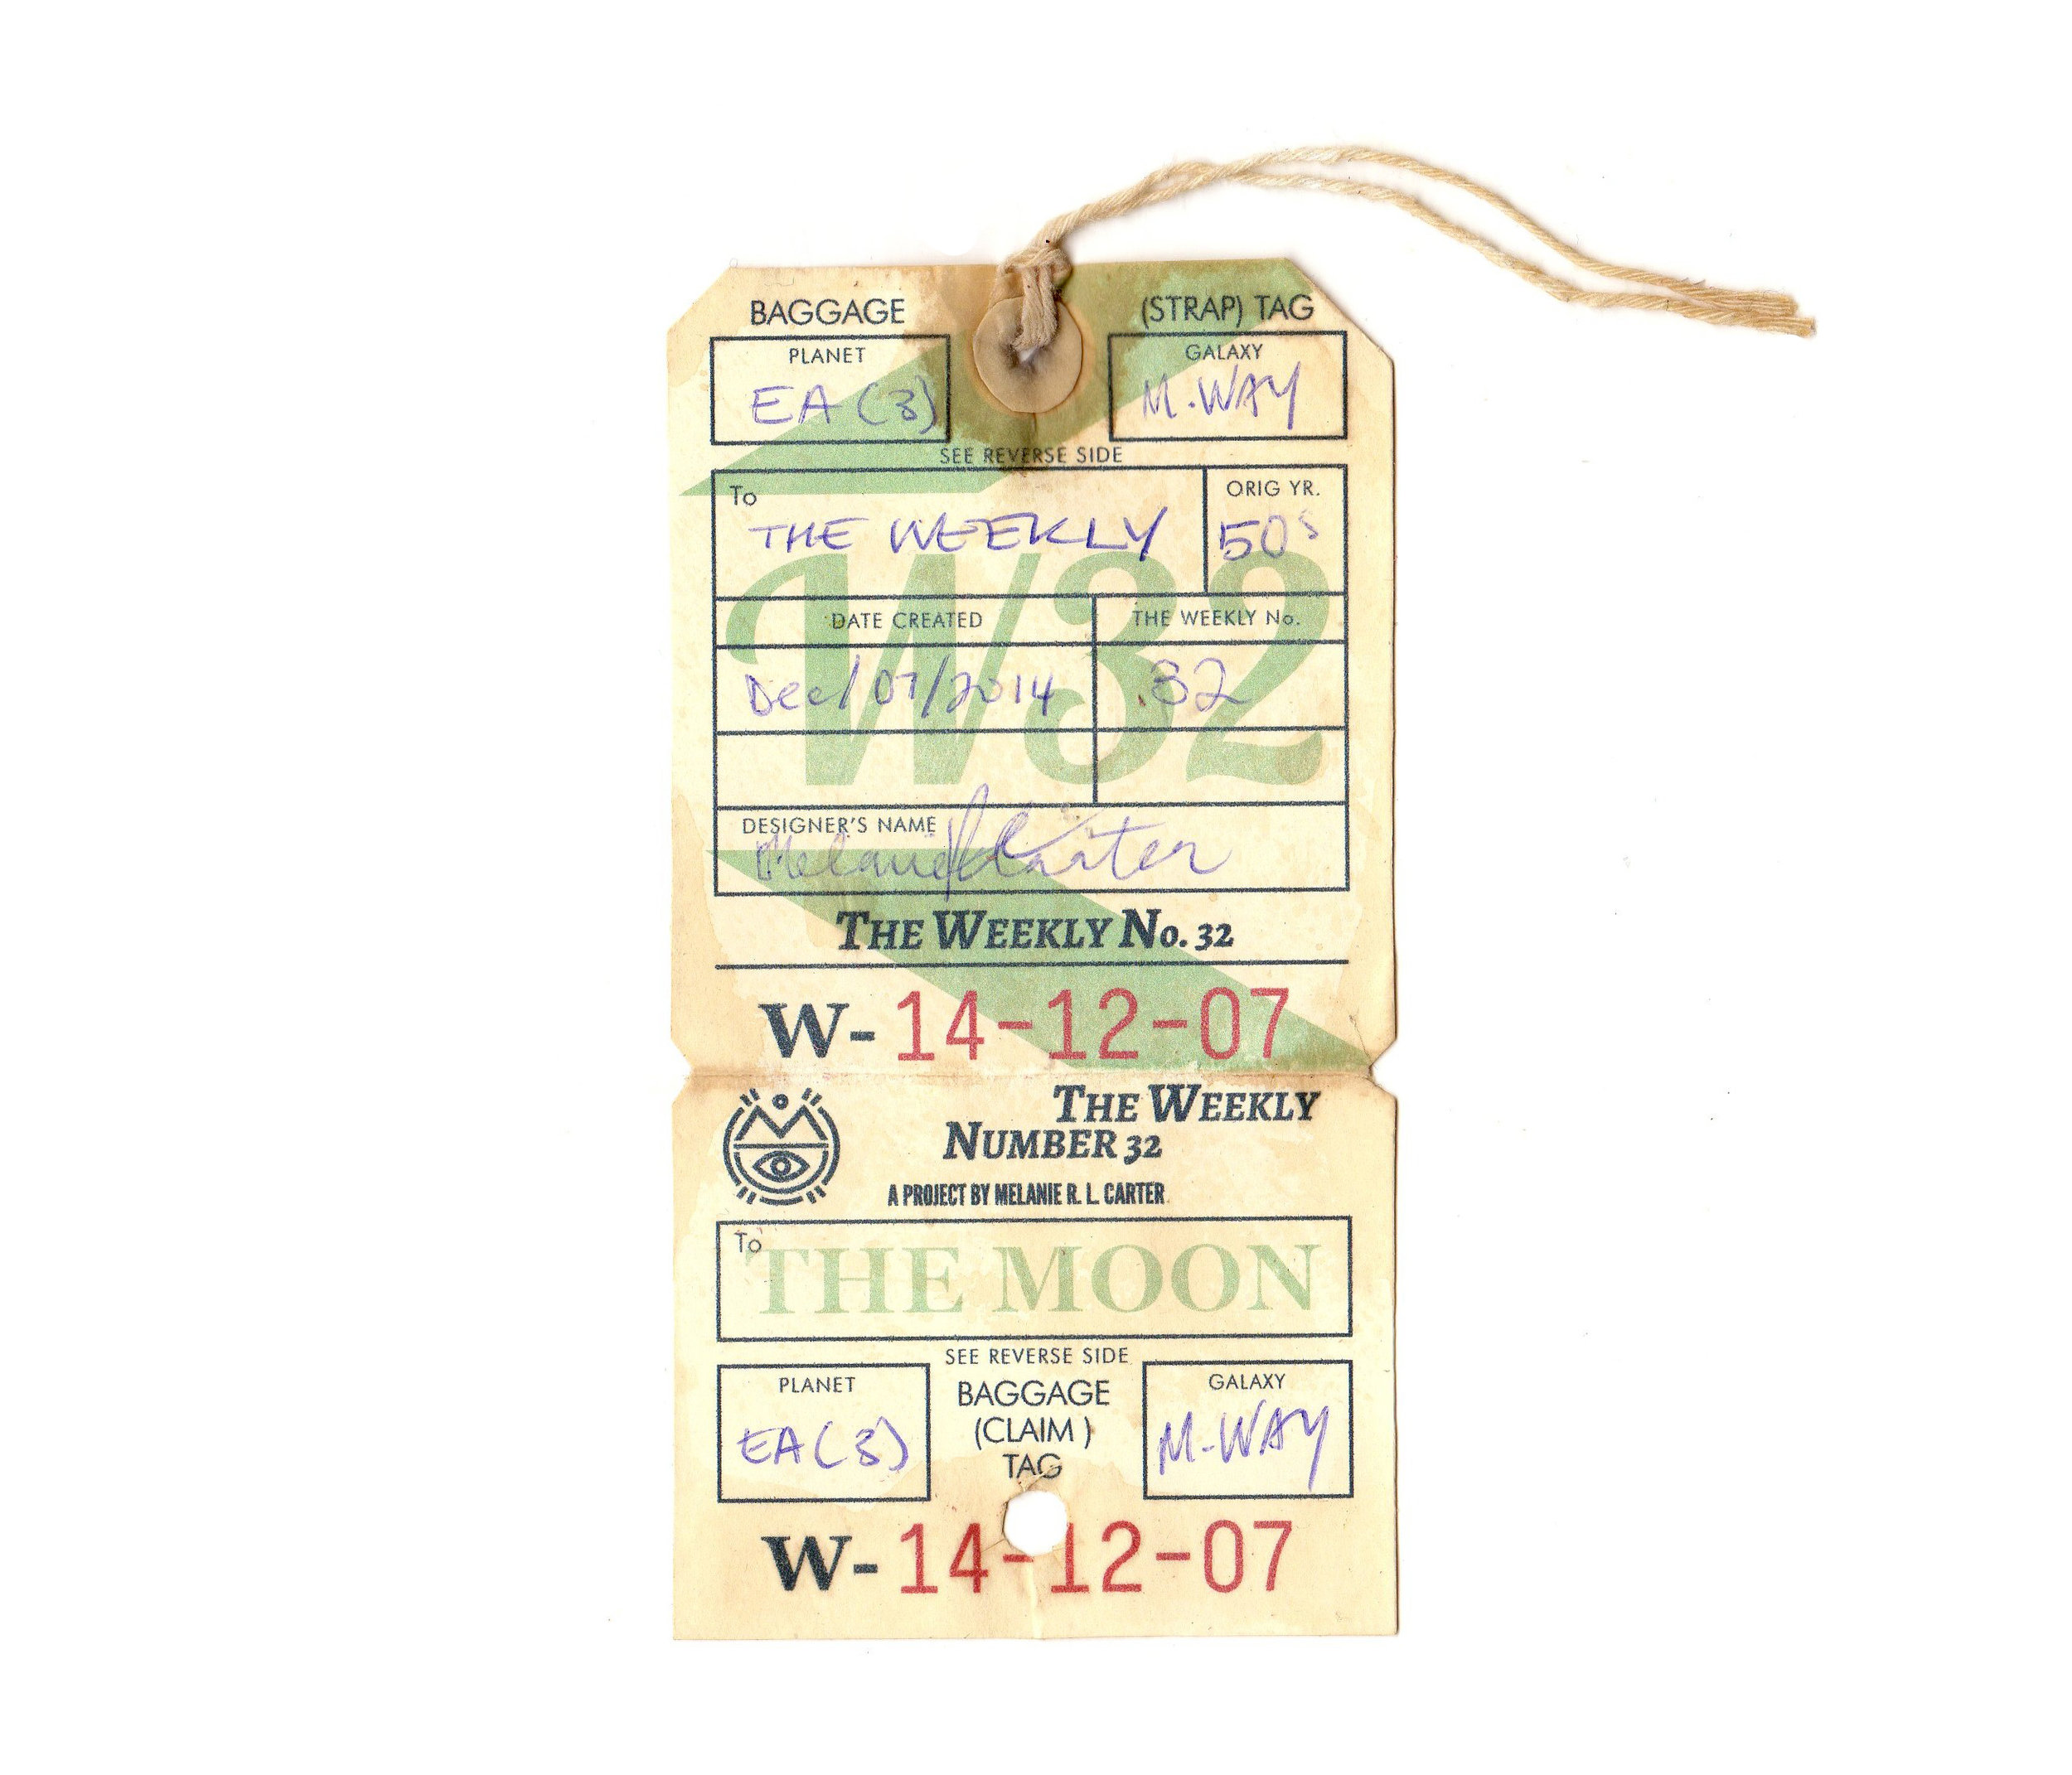 BAGGAGE (STRAP) TAG
PLANET GALAXY
EA (3) M.WAY
SEE REVERSE SIDE
To ORIG YR.
THE WEEKLY 50s
W32
DATE CREATED THE WEEKLY No.
Dec/07/2014 32
DESIGNER'S NAME
Melanie RL Carter
THE WEEKLY No. 32
W- 14-12-07
THE WEEKLY
NUMBER 32
A PROJECT BY MELANIE R. L. CARTER
To THE MOON
SEE REVERSE SIDE
PLANET BAGGAGE GALAXY
EA (3) (CLAIM ) M-WAY
TAG
W- 14-12-07